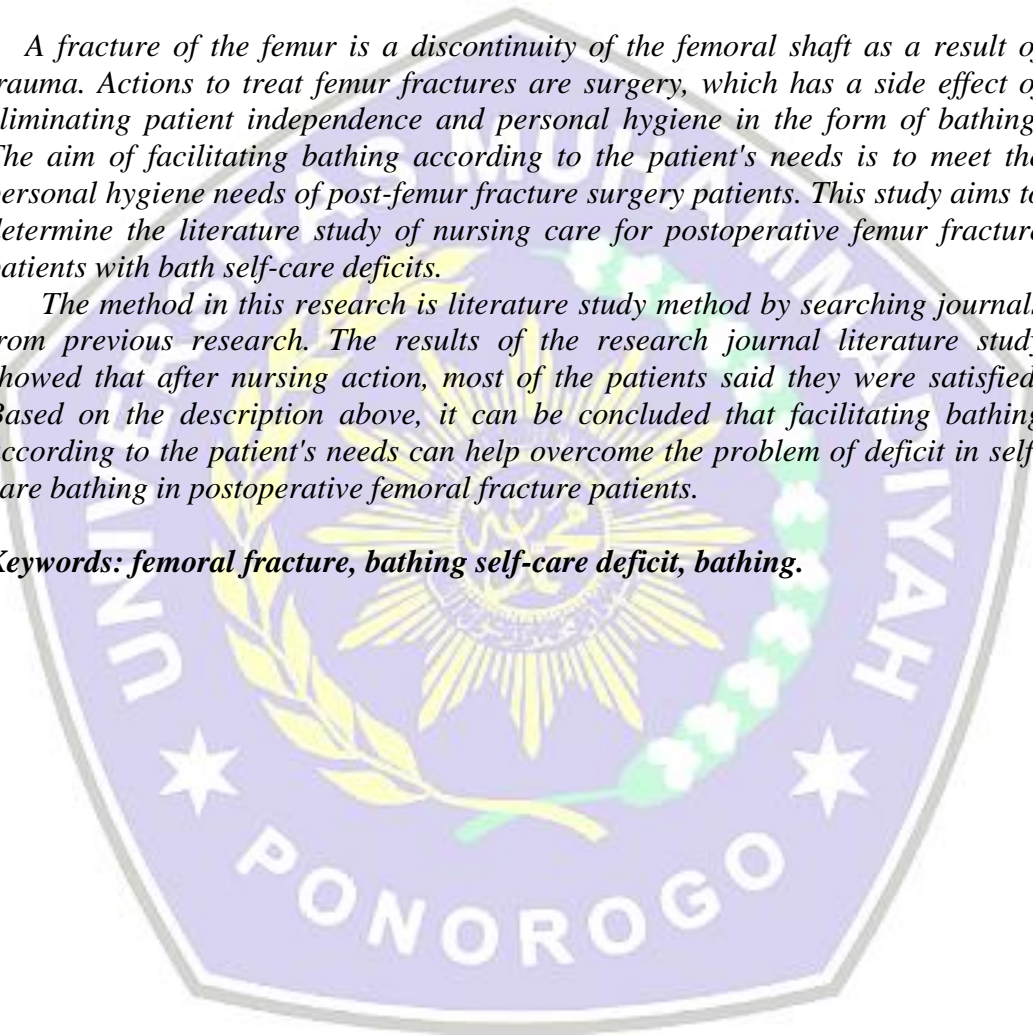 A fracture of the femur is a discontinuity of the femoral shaft as a result o
rauma. Actions to treat femur fractures are surgery, which has a side effect o
liminating patient independence and personal hygiene in the form of bathing
The aim of facilitating bathing according to the patient's needs is to meet the
personal hygiene needs of post-femur fracture surgery patients. This study aims to
determine the literature study of nursing care for postoperative femur fracture
patients with bath self-care deficits.
The method in this research is literature study method by searching journal
rom previous research. The results of the research journal literature study
howed that after nursing action, most of the patients said they were satisfied
Based on the description above, it can be concluded that facilitating bathing
according to the patient's needs can help overcome the problem of deficit in self
are bathing in postoperative femoral fracture patients.
Keywords: femoral fracture, bathing self-care deficit, bathing.
UNIVERSITAS MUHAMMADIYAH
PONOROGO